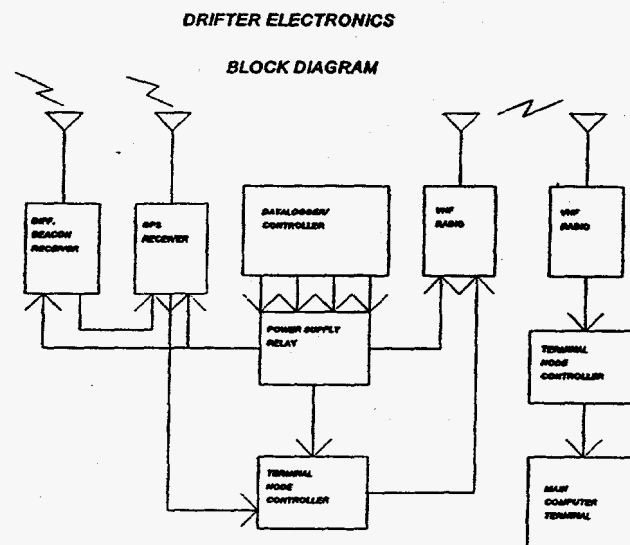 DRIFTER ELECTRONICS
BLOCK DIAGRAM
DIFF.
BEACON
RECEIVER
GPS
RECEIVER
DATALOGGER/
CONTROLLER
VHF
RADIO
VHF
RADIO
POWER SUPPLY
RELAY
TERMINAL
NODE
CONTROLLER
TERMINAL
NODE
CONTROLLER
MAIN
COMPUTER
TERMINAL